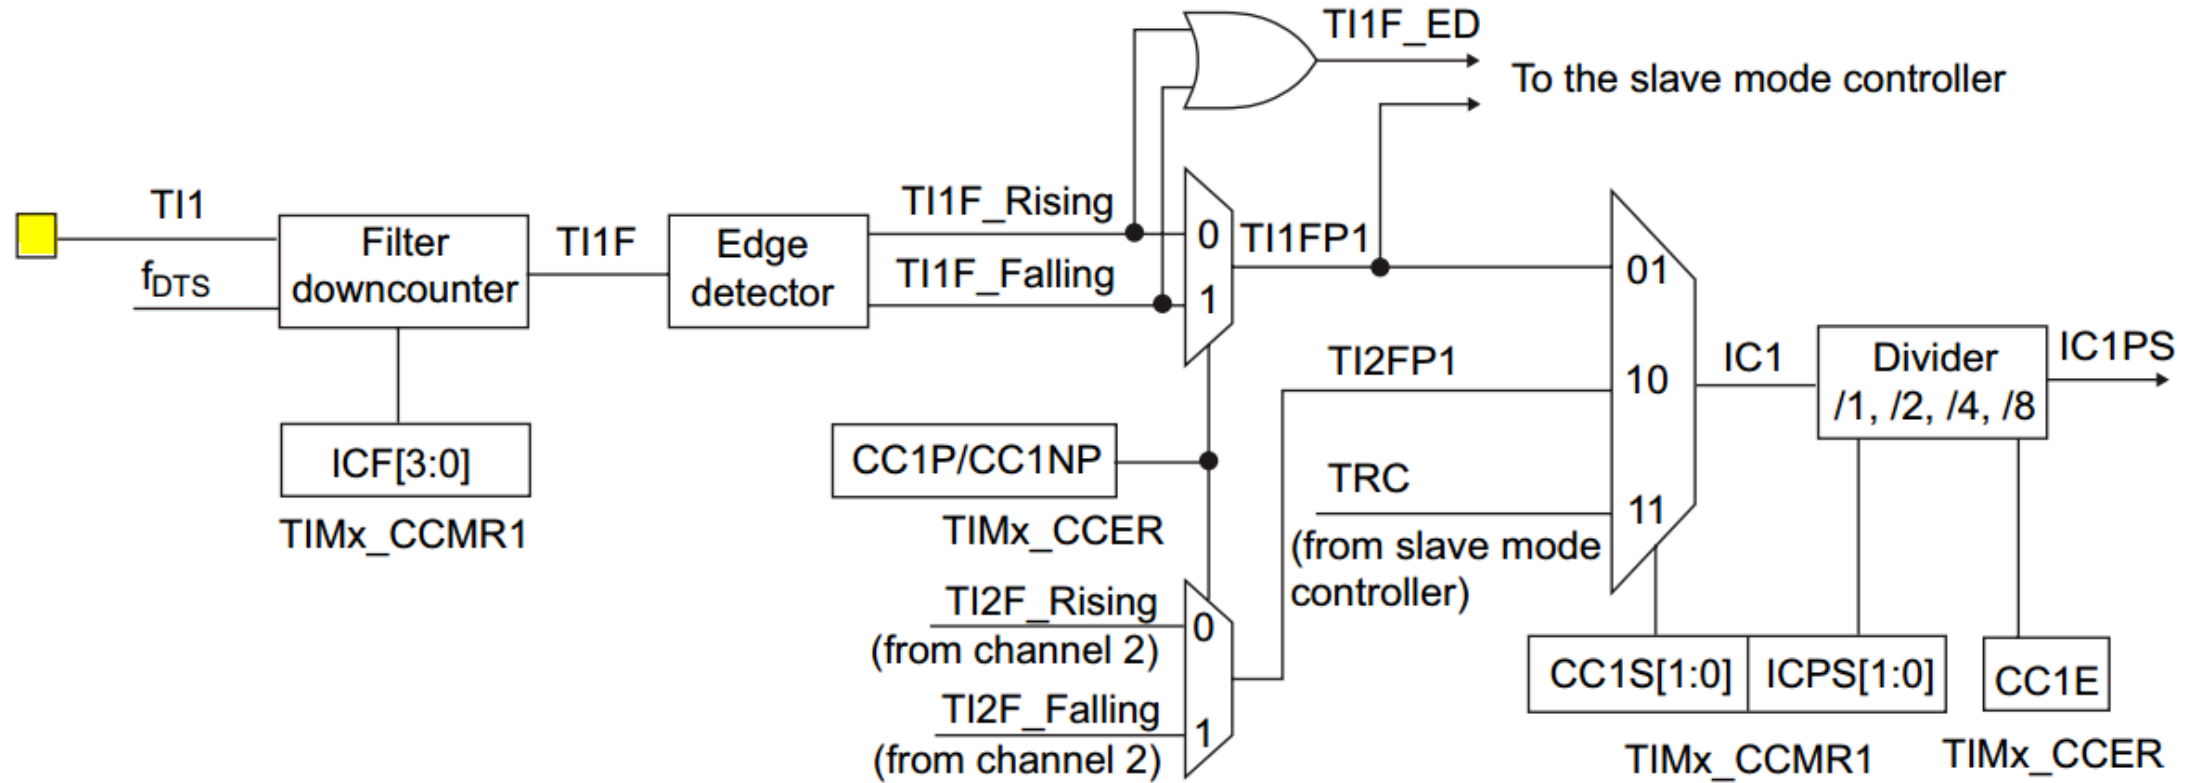 TI1F_ED
To the slave mode controller
TI1
TI1F_Rising
Filter
downcounter
TI1F
Edge
detector
0
TI1FP1
fDTS
TI1F_Falling
1
01
TI2FP1
10
IC1
Divider
/1, /2, /4, /8
IC1PS
ICF[3:0]
TIMx_CCMR1
CC1P/CC1NP
TIMx_CCER
TRC
11
(from slave mode
controller)
TI2F_Rising
(from channel 2)
0
TI2F_Falling
(from channel 2)
1
CC1S[1:0]
ICPS[1:0]
CC1E
TIMx_CCMR1
TIMx_CCER